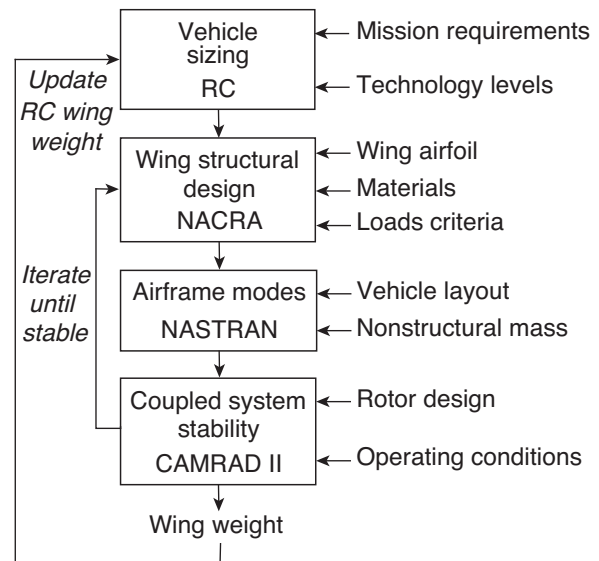 Vehicle
sizing
RC
Mission requirements
Technology levels
Update
RC wing
weight
Wing structural
design
NACRA
Wing airfoil
Materials
Loads criteria
Iterate
until
stable
Airframe modes
NASTRAN
Vehicle layout
Nonstructural mass
Coupled system
stability
CAMRAD II
Rotor design
Operating conditions
Wing weight